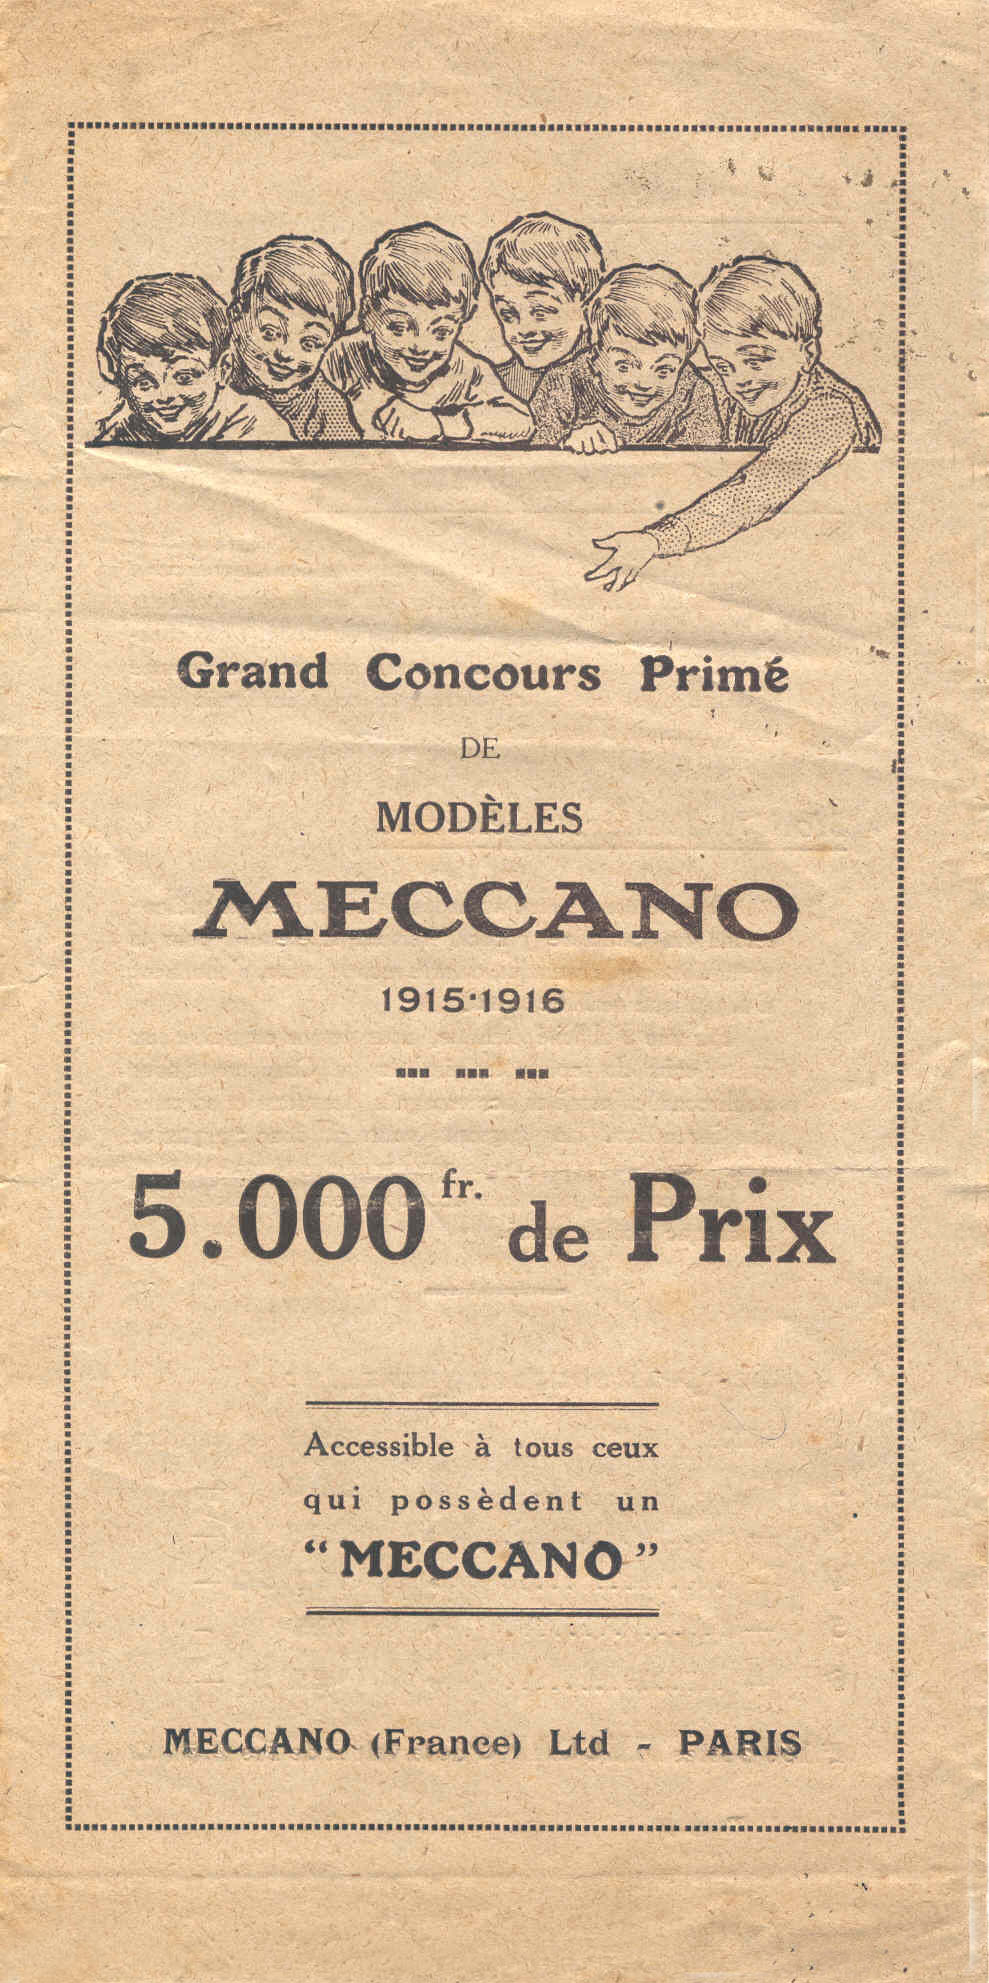 Grand Concours Primé
DE
MODÈLES
MECCANO
1915·1916
5.000 fr. de Prix
Accessible à tous ceux
qui possèdent un
“MECCANO”
MECCANO (France) Ltd - PARIS